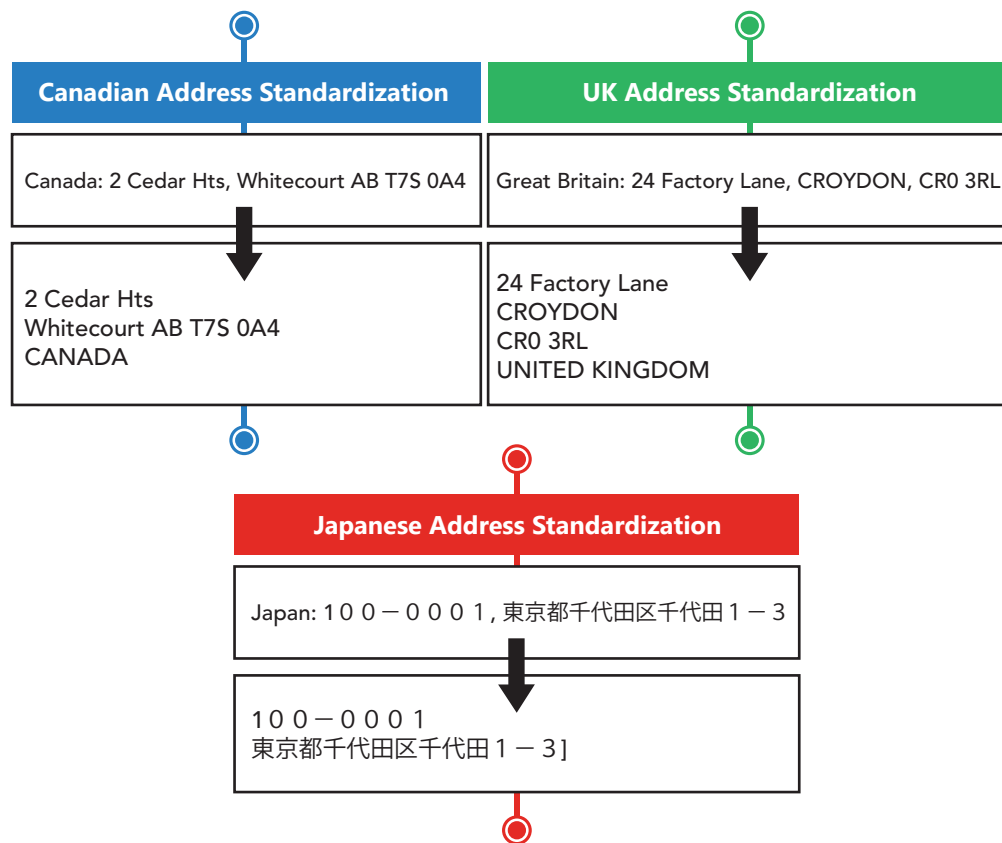 Canadian Address Standardization
Canada: 2 Cedar Hts, Whitecourt AB T7S 0A4
2 Cedar Hts
Whitecourt AB T7S 0A4
CANADA
UK Address Standardization
Great Britain: 24 Factory Lane, CROYDON, CR0 3RL
24 Factory Lane
CROYDON
CR0 3RL
UNITED KINGDOM
Japanese Address Standardization
Japan: 1００－０００１, 東京都千代田区千代田１－３
1００－０００１
東京都千代田区千代田１－３]